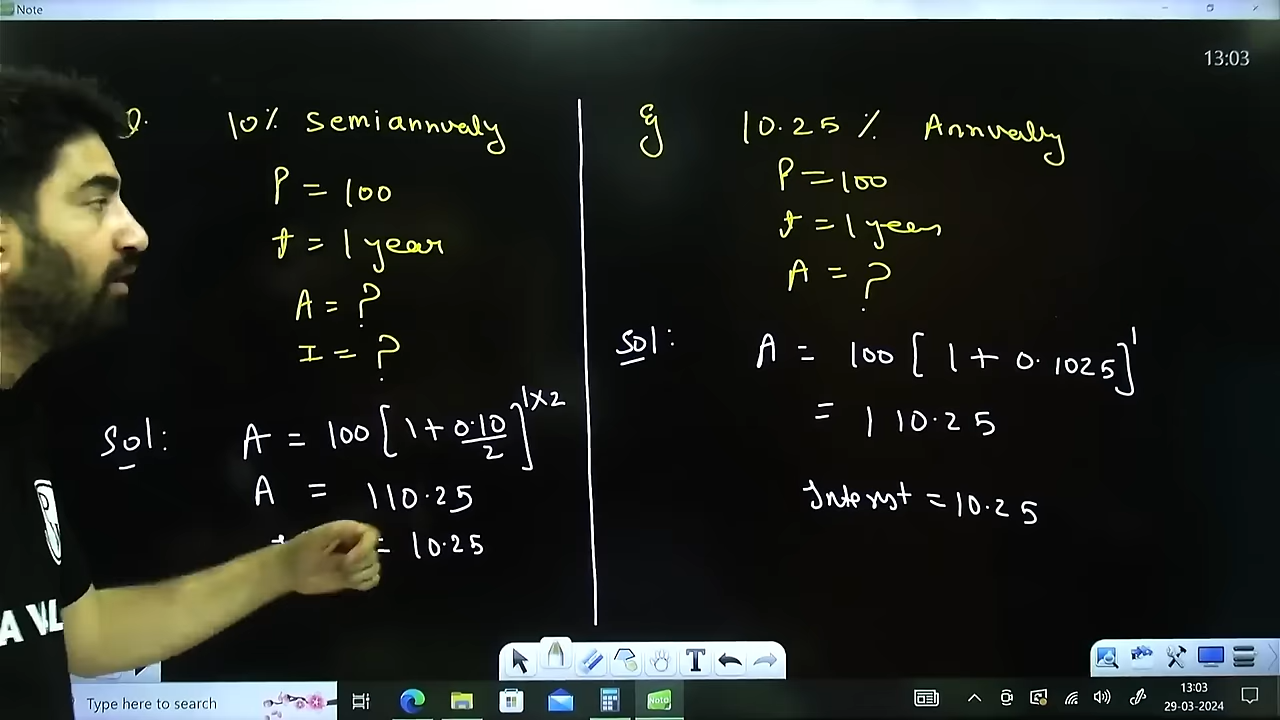 Note
13:03
Q.
10% Semiannualy
P = 100
t = 1 year
A = ?
I = ?
Sol:
A = 100 [ 1 + 0.10/2 ]^1×2
A = 110.25
= 10.25
Eg
10.25 % Annually
P = 100
t = 1 year
A = ?
Sol:
A = 100 [ 1 + 0.1025 ]^1
= 110.25
Interest = 10.25
T
Type here to search
Note
13:03
29-03-2024